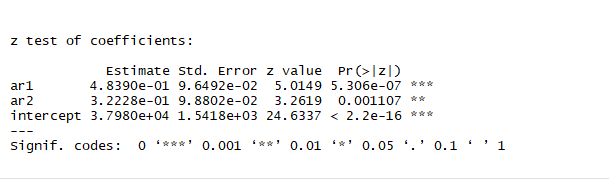 z test of coefficients:
Estimate Std. Error z value Pr(>|z|)
ar1 4.8390e-01 9.6492e-02 5.0149 5.306e-07 ***
ar2 3.2228e-01 9.8802e-02 3.2619 0.001107 **
intercept 3.7980e+04 1.5418e+03 24.6337 < 2.2e-16 ***
---
Signif. codes: 0 ‘***’ 0.001 ‘**’ 0.01 ‘*’ 0.05 ‘.’ 0.1 ‘ ’ 1